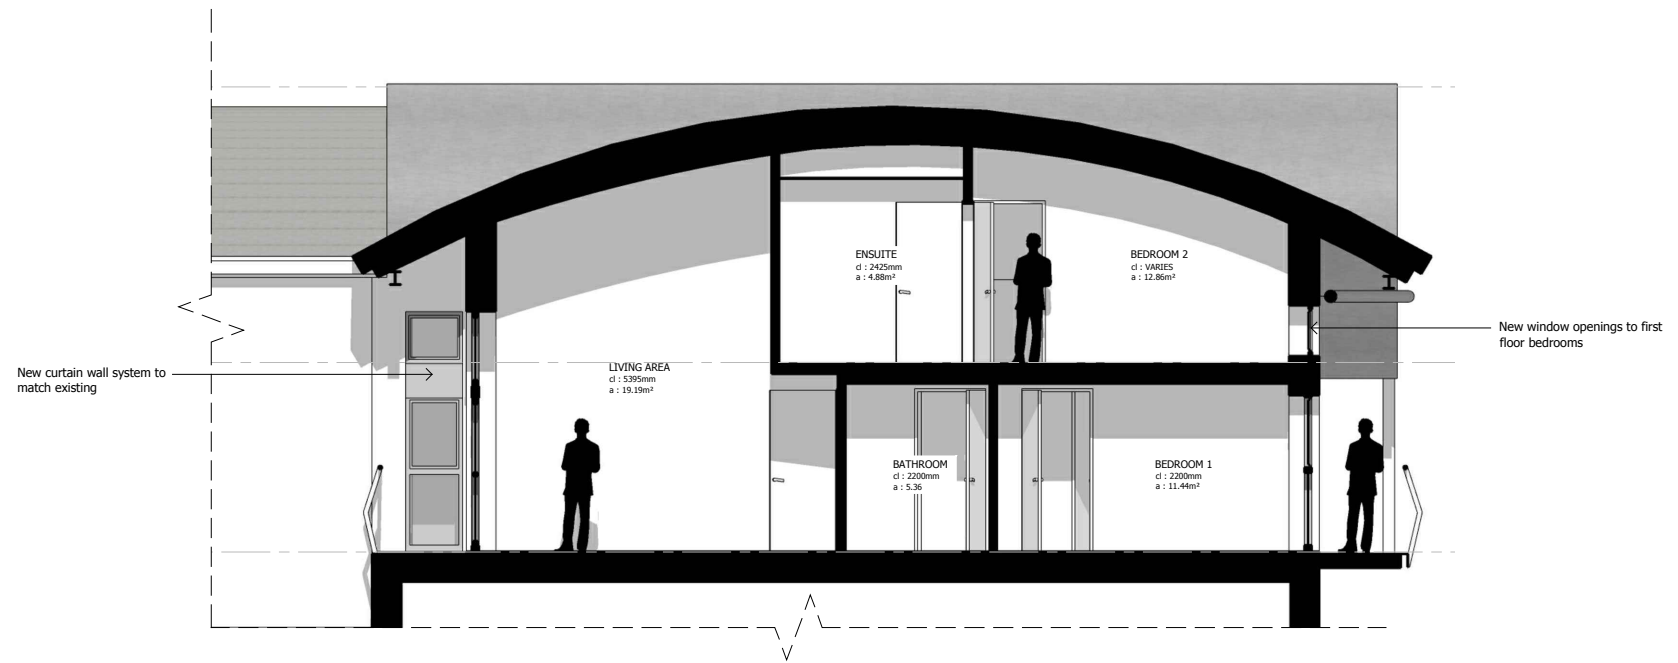 ENSUITE
cl : 2425mm
a : 4.88m²
BEDROOM 2
cl : VARIES
a : 12.86m²
New window openings to first
floor bedrooms
New curtain wall system to
match existing
LIVING AREA
cl : 5395mm
a : 19.19m²
BATHROOM
cl : 2200mm
a : 5.36
BEDROOM 1
cl : 2200mm
a : 11.44m²